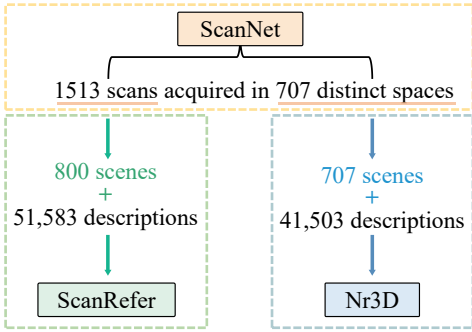 ScanNet
1513 scans acquired in 707 distinct spaces
800 scenes
+
51,583 descriptions
ScanRefer
707 scenes
+
41,503 descriptions
Nr3D